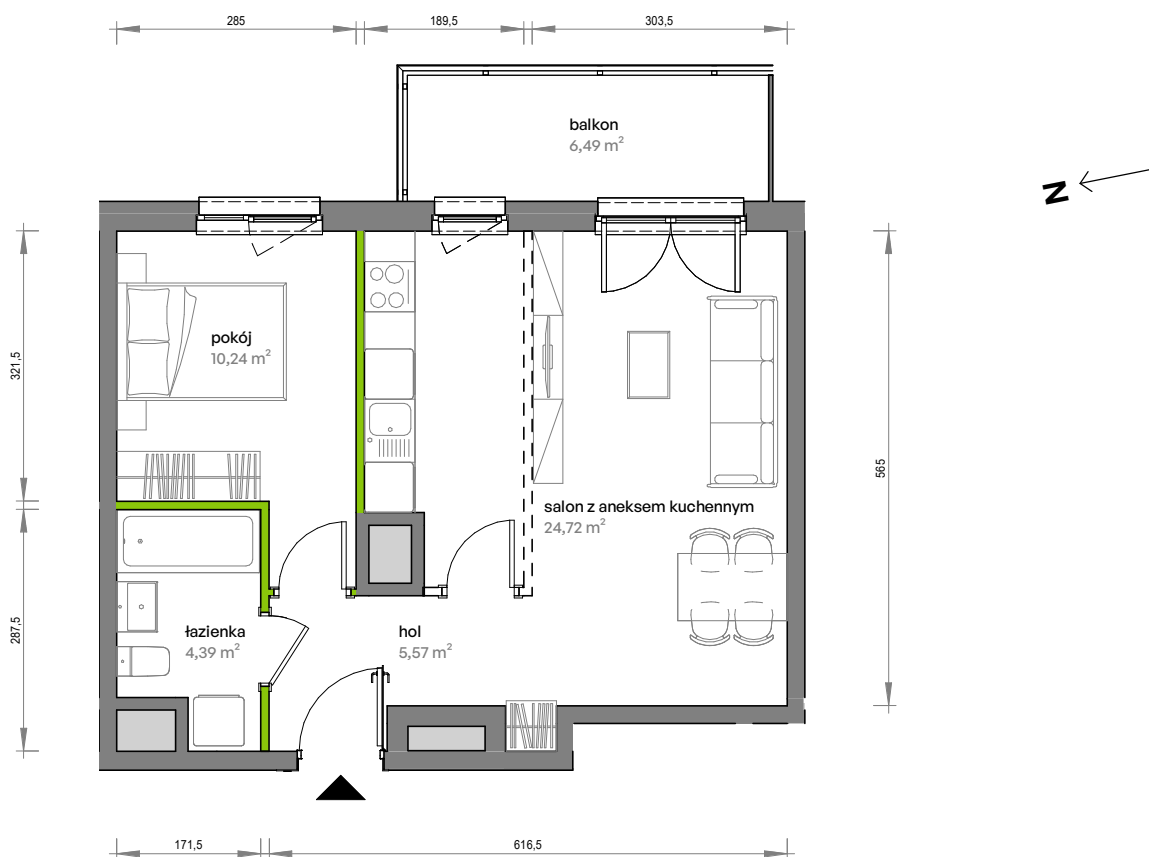 285
189,5
303,5
balkon
6,49 m²
N
321,5
pokój
10,24 m²
565
salon z aneksem kuchennym
24,72 m²
287,5
łazienka
4,39 m²
hol
5,57 m²
171,5
616,5